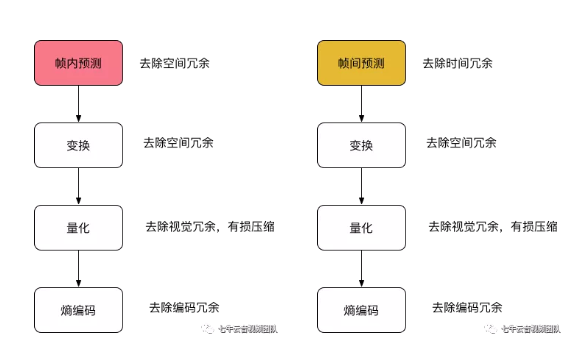 帧内预测 去除空间冗余
变换 去除空间冗余
量化 去除视觉冗余，有损压缩
熵编码 去除编码冗余
七牛云音视频团队
帧间预测 去除时间冗余
变换 去除空间冗余
量化 去除视觉冗余，有损压缩
熵编码 去除编码冗余
七牛云音视频团队